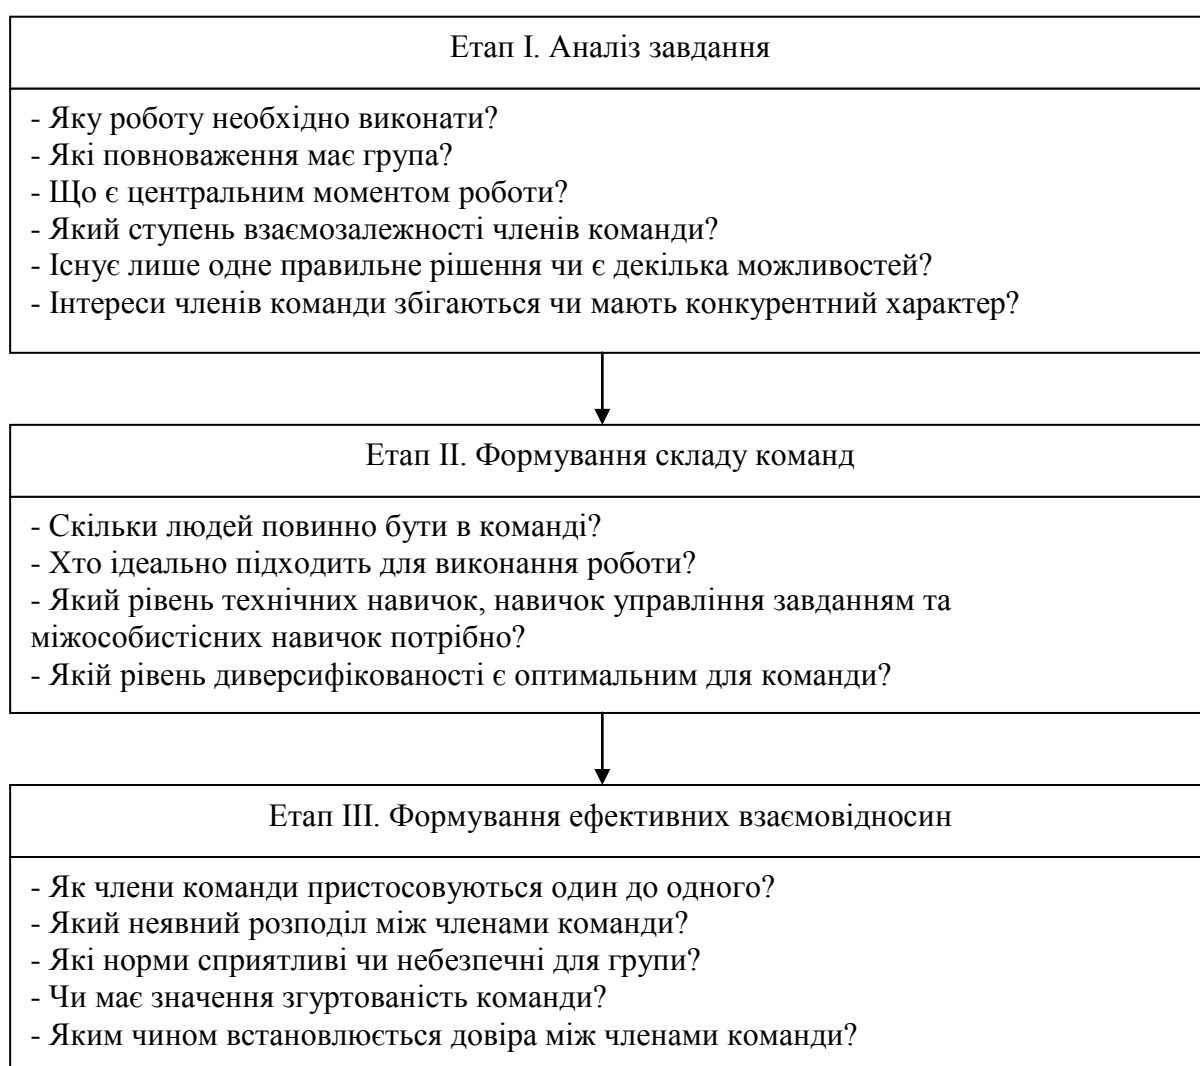 Етап I. Аналіз завдання
- Яку роботу необхідно виконати?
- Які повноваження має група?
- Що є центральним моментом роботи?
- Який ступень взаємозалежності членів команди?
- Існує лише одне правильне рішення чи є декілька можливостей?
- Інтереси членів команди збігаються чи мають конкурентний характер?
Етап II. Формування складу команд
- Скільки людей повинно бути в команді?
- Хто ідеально підходить для виконання роботи?
- Який рівень технічних навичок, навичок управління завданням та
міжособистісних навичок потрібно?
- Якій рівень диверсифікованості є оптимальним для команди?
Етап III. Формування ефективних взаємовідносин
- Як члени команди пристосовуються один до одного?
- Який неявний розподіл між членами команди?
- Які норми сприятливі чи небезпечні для групи?
- Чи має значення згуртованість команди?
- Яким чином встановлюється довіра між членами команди?